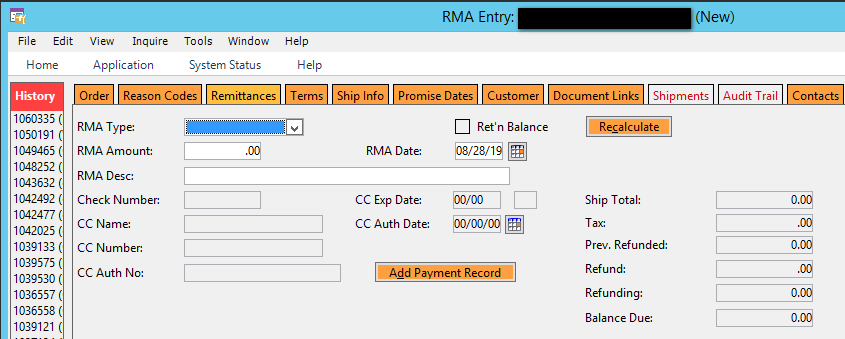 RMA Entry: (New)
File Edit View Inquire Tools Window Help
Home Application System Status Help
History Order Reason Codes Remittances Terms Ship Info Promise Dates Customer Document Links Shipments Audit Trail Contacts
1060335 (
1050191 (
1049465 (
1048252 (
1043632 (
1042492 (
1042477 (
1042025 (
1039133 (
1039575 (
1039530 (
1036557 (
1036558 (
1039121 (
RMA Type: Ret'n Balance Recalculate
RMA Amount: .00 RMA Date: 08/28/19
RMA Desc:
Check Number: CC Exp Date: 00/00 Ship Total: 0.00
CC Name: CC Auth Date: 00/00/00 Tax: .00
CC Number: Prev. Refunded: 0.00
CC Auth No: Add Payment Record Refund: .00
Refunding: 0.00
Balance Due: 0.00